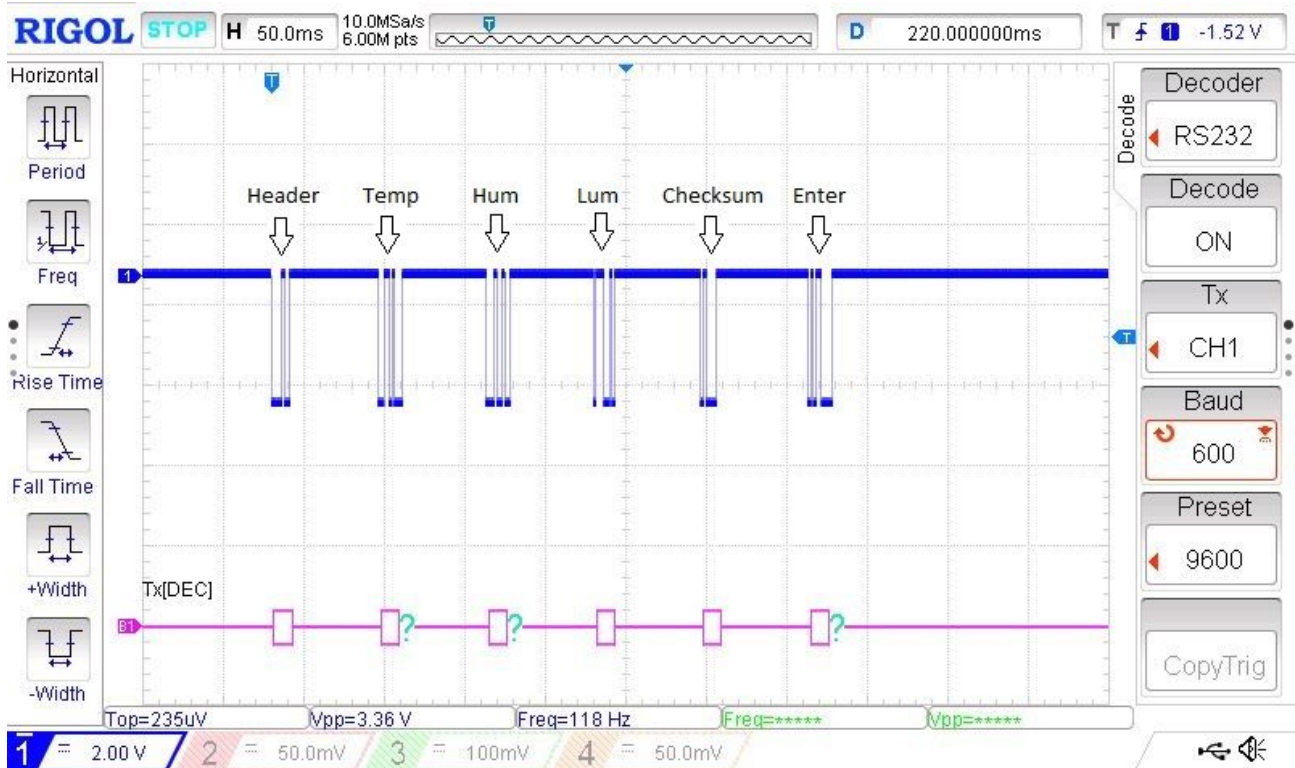 RIGOL STOP H 50.0ms 10.0MSa/s 6.00M pts T D 220.000000ms T 1 -1.52 V
Horizontal
Period
Freq
Rise Time
Fall Time
+Width
-Width
T
Header Temp Hum Lum Checksum Enter
1
T
Tx[DEC]
B1 ? ? ?
Decode
Decoder
RS232
Decode
ON
Tx
CH1
Baud
600
Preset
9600
CopyTrig
Top=235uV Vpp=3.36 V Freq=118 Hz Freq=***** Vpp=*****
1 = 2.00 V 2 = 50.0mV 3 = 100mV 4 = 50.0mV